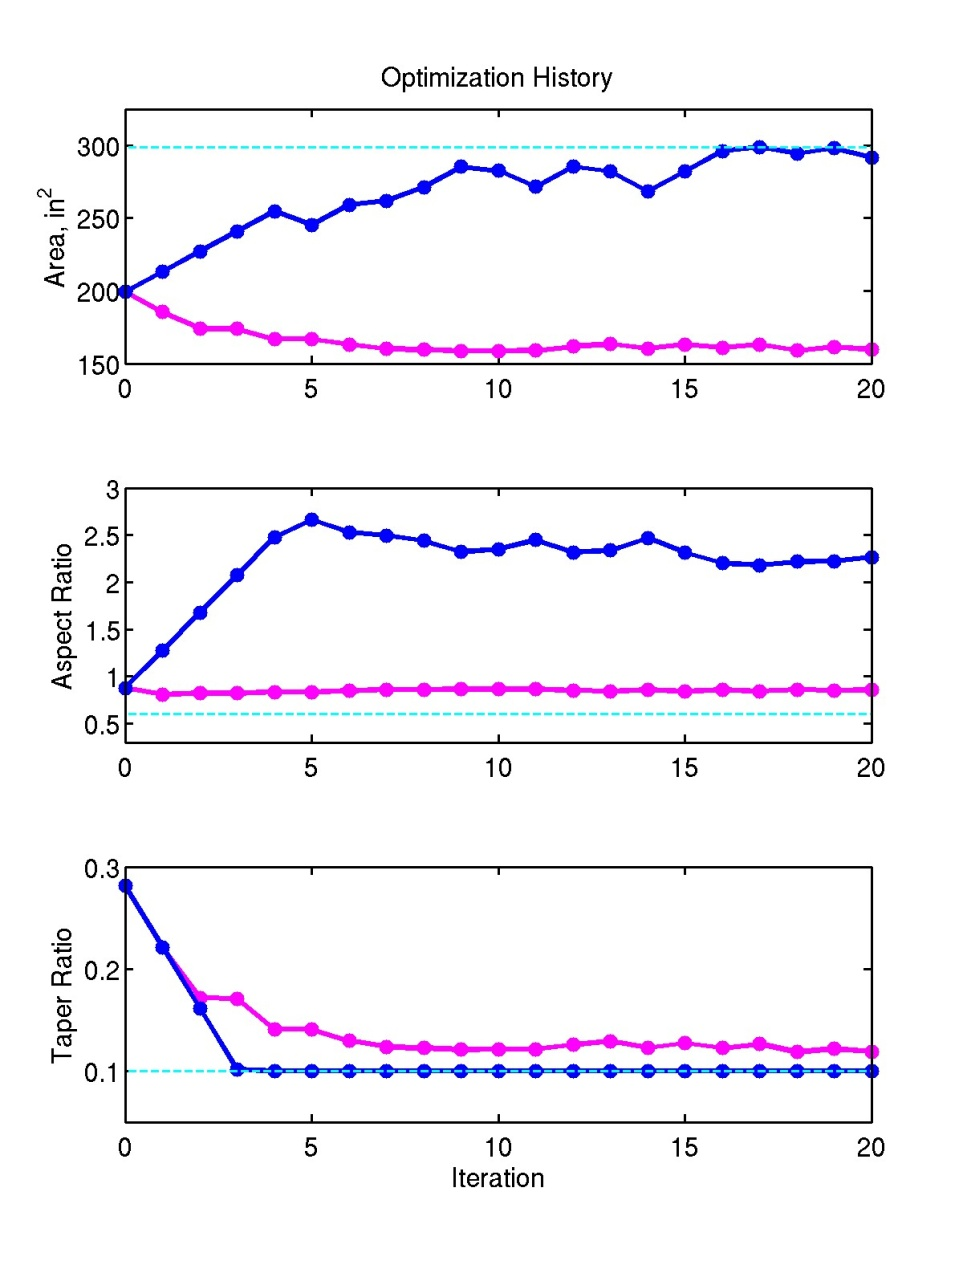 Optimization History
Area, in²
300
250
200
150
0 5 10 15 20
Aspect Ratio
3
2.5
2
1.5
1
0.5
0 5 10 15 20
Taper Ratio
0.3
0.2
0.1
0 5 10 15 20
Iteration